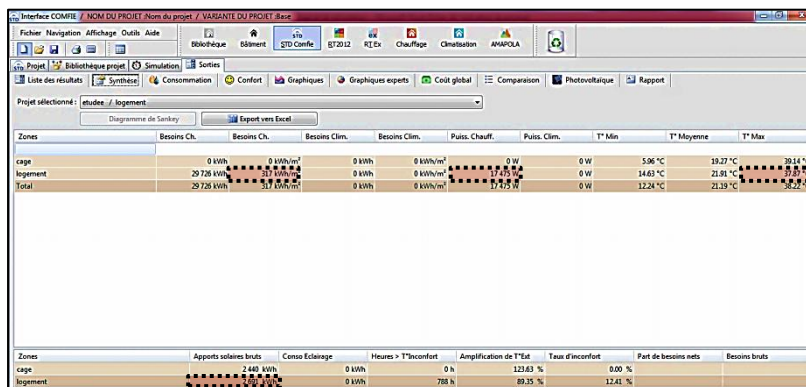 Interface COMFIE / NOM DU PROJET :Nom du projet / VARIANTE DU PROJET :Base
Fichier Navigation Affichage Outils Aide
Bibliothèque Bâtiment STD Comfie RT2012 RT Ex Chauffage Climatisation AMAPOLA
Projet Bibliothèque projet Simulation Sorties
Liste des résultats Synthèse Consommation Confort Graphiques Graphiques experts Coût global Comparaison Photovoltaïque Rapport
Projet sélectionné : etudee / logement
Diagramme de Sankey Export vers Excel
Zones Besoins Ch. Besoins Ch. Besoins Clim. Besoins Clim. Puiss. Chauff. Puiss. Clim. T° Min T° Moyenne T° Max
cage 0 kWh 0 kWh/m² 0 kWh 0 kWh/m² 0 W 0 W 5.96 °C 19.27 °C 39.14 °
logement 29 726 kWh 317 kWh/m² 0 kWh 0 kWh/m² 17 475 W 0 W 14.63 °C 21.91 °C 37.87 °
Total 29 726 kWh 317 kWh/m² 0 kWh 0 kWh/m² 17 475 W 0 W 12.24 °C 21.19 °C 38.22 °
Zones Apports solaires bruts Conso Eclairage Heures > T°Inconfort Amplification de T°Ext Taux d'inconfort Part de besoins nets Besoins bruts
cage 2 440 kWh 0 kWh 0 h 123.63 % 0.00 %
logement 2 691 kWh 0 kWh 788 h 89.35 % 12.41 %